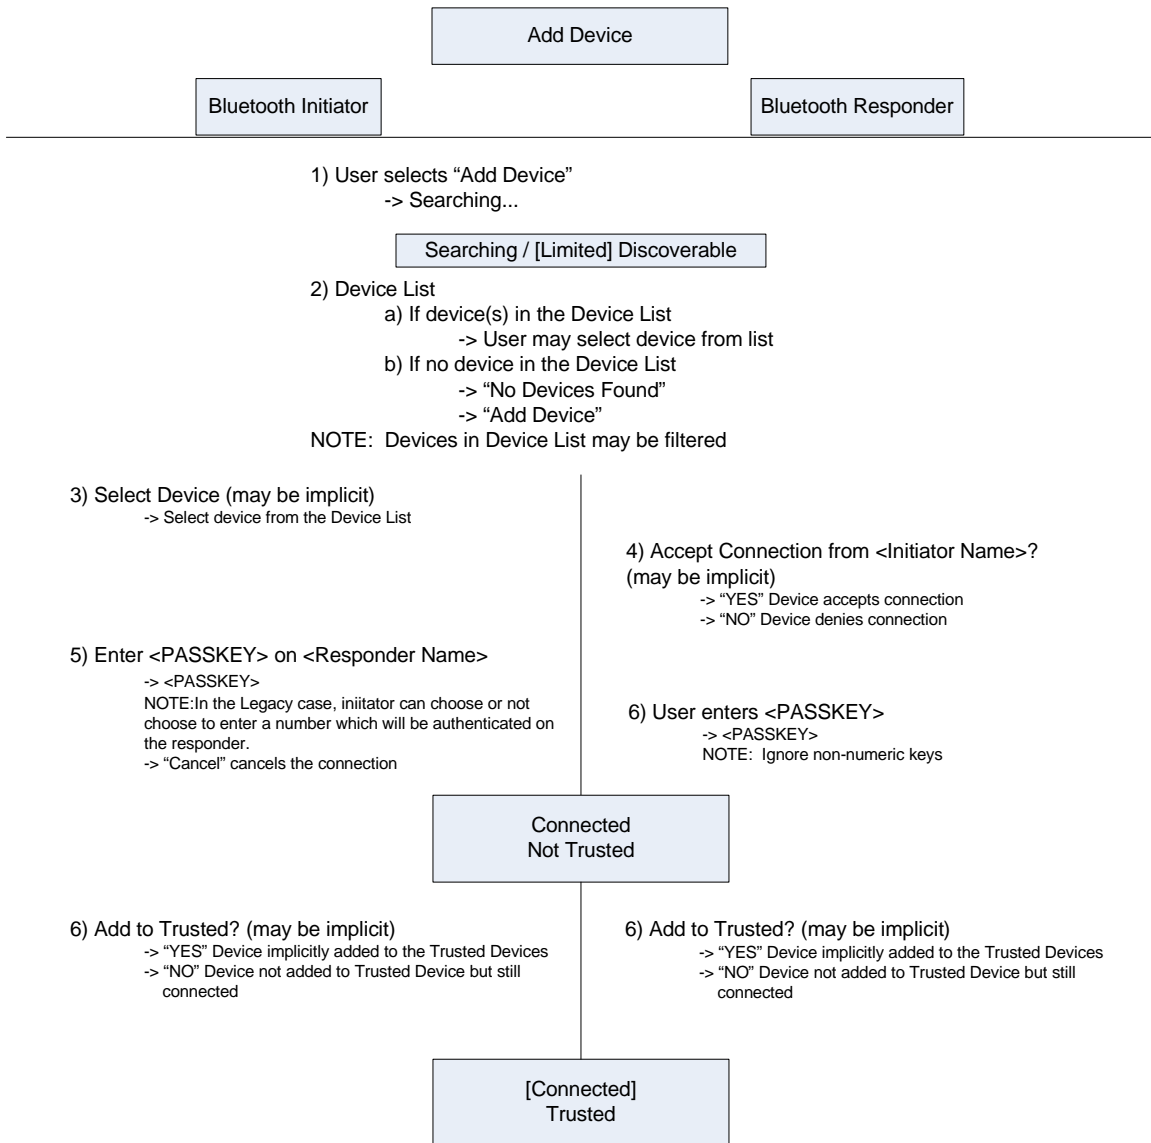 Add Device
Bluetooth Initiator
Bluetooth Responder
1) User selects “Add Device”
-> Searching...
Searching / [Limited] Discoverable
2) Device List
a) If device(s) in the Device List
-> User may select device from list
b) If no device in the Device List
-> “No Devices Found”
-> “Add Device”
NOTE: Devices in Device List may be filtered
3) Select Device (may be implicit)
-> Select device from the Device List
4) Accept Connection from <Initiator Name>?
(may be implicit)
-> “YES” Device accepts connection
-> “NO” Device denies connection
5) Enter <PASSKEY> on <Responder Name>
-> <PASSKEY>
NOTE:In the Legacy case, iniitator can choose or not
choose to enter a number which will be authenticated on
the responder.
-> “Cancel” cancels the connection
6) User enters <PASSKEY>
-> <PASSKEY>
NOTE: Ignore non-numeric keys
Connected
Not Trusted
6) Add to Trusted? (may be implicit)
-> “YES” Device implicitly added to the Trusted Devices
-> “NO” Device not added to Trusted Device but still
connected
6) Add to Trusted? (may be implicit)
-> “YES” Device implicitly added to the Trusted Devices
-> “NO” Device not added to Trusted Device but still
connected
[Connected]
Trusted